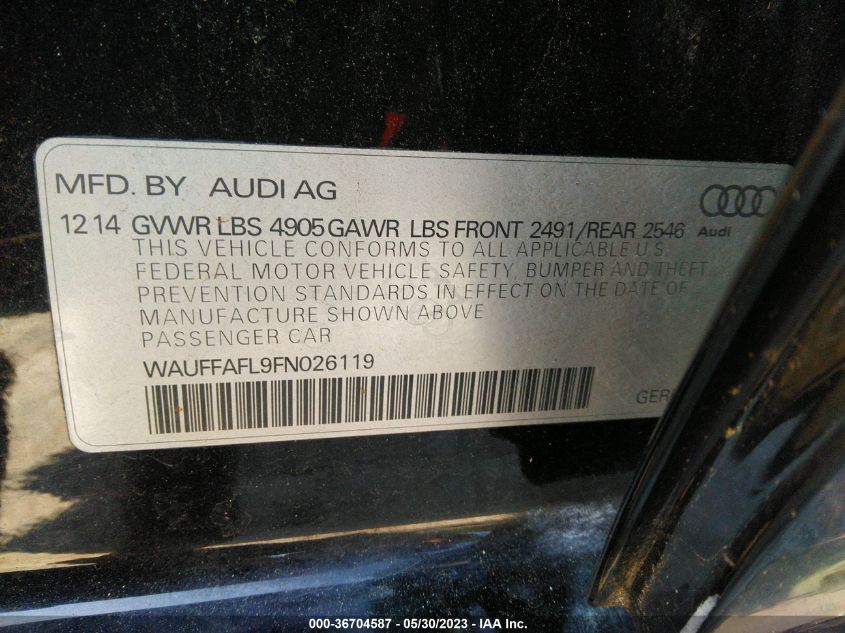 MFD. BY AUDI AG
12 14 GVWR LBS 4905 GAWR LBS FRONT 2491/REAR 2546 Audi
THIS VEHICLE CONFORMS TO ALL APPLICABLE U.S.
FEDERAL MOTOR VEHICLE SAFETY, BUMPER AND THEFT
PREVENTION STANDARDS IN EFFECT ON THE DATE OF
MANUFACTURE SHOWN ABOVE
PASSENGER CAR
WAUFFAFL9FN026119
GER
000-36704587 - 05/30/2023 - IAA Inc.